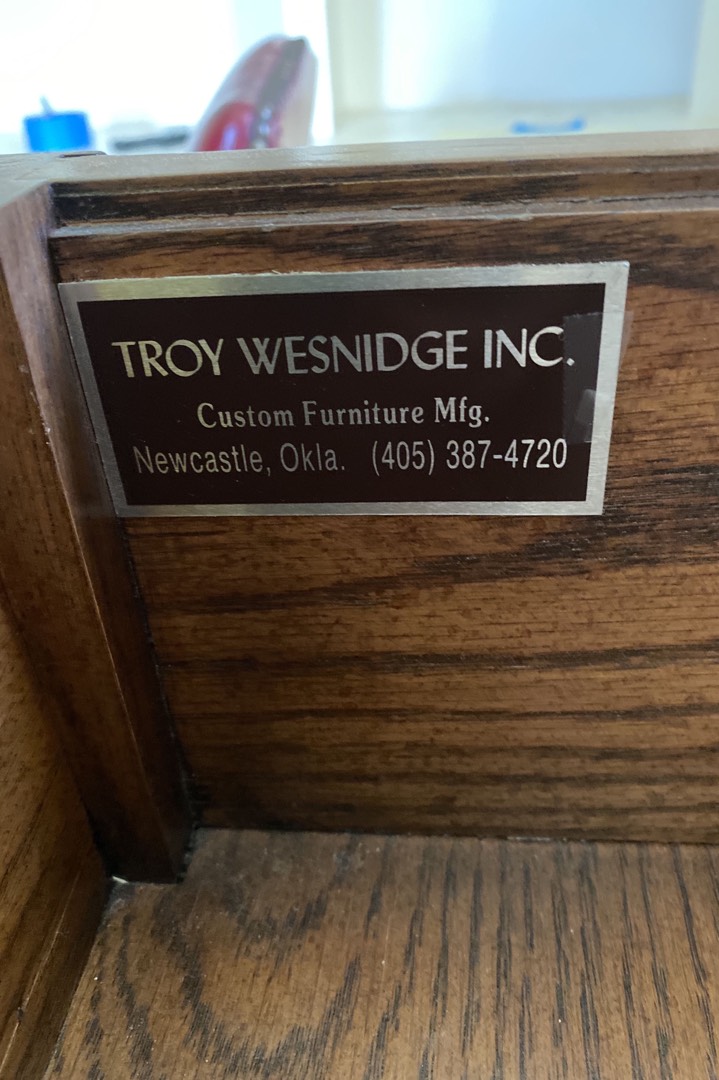 TROY WESNIDGE INC.
Custom Furniture Mfg.
Newcastle, Okla. (405) 387-4720